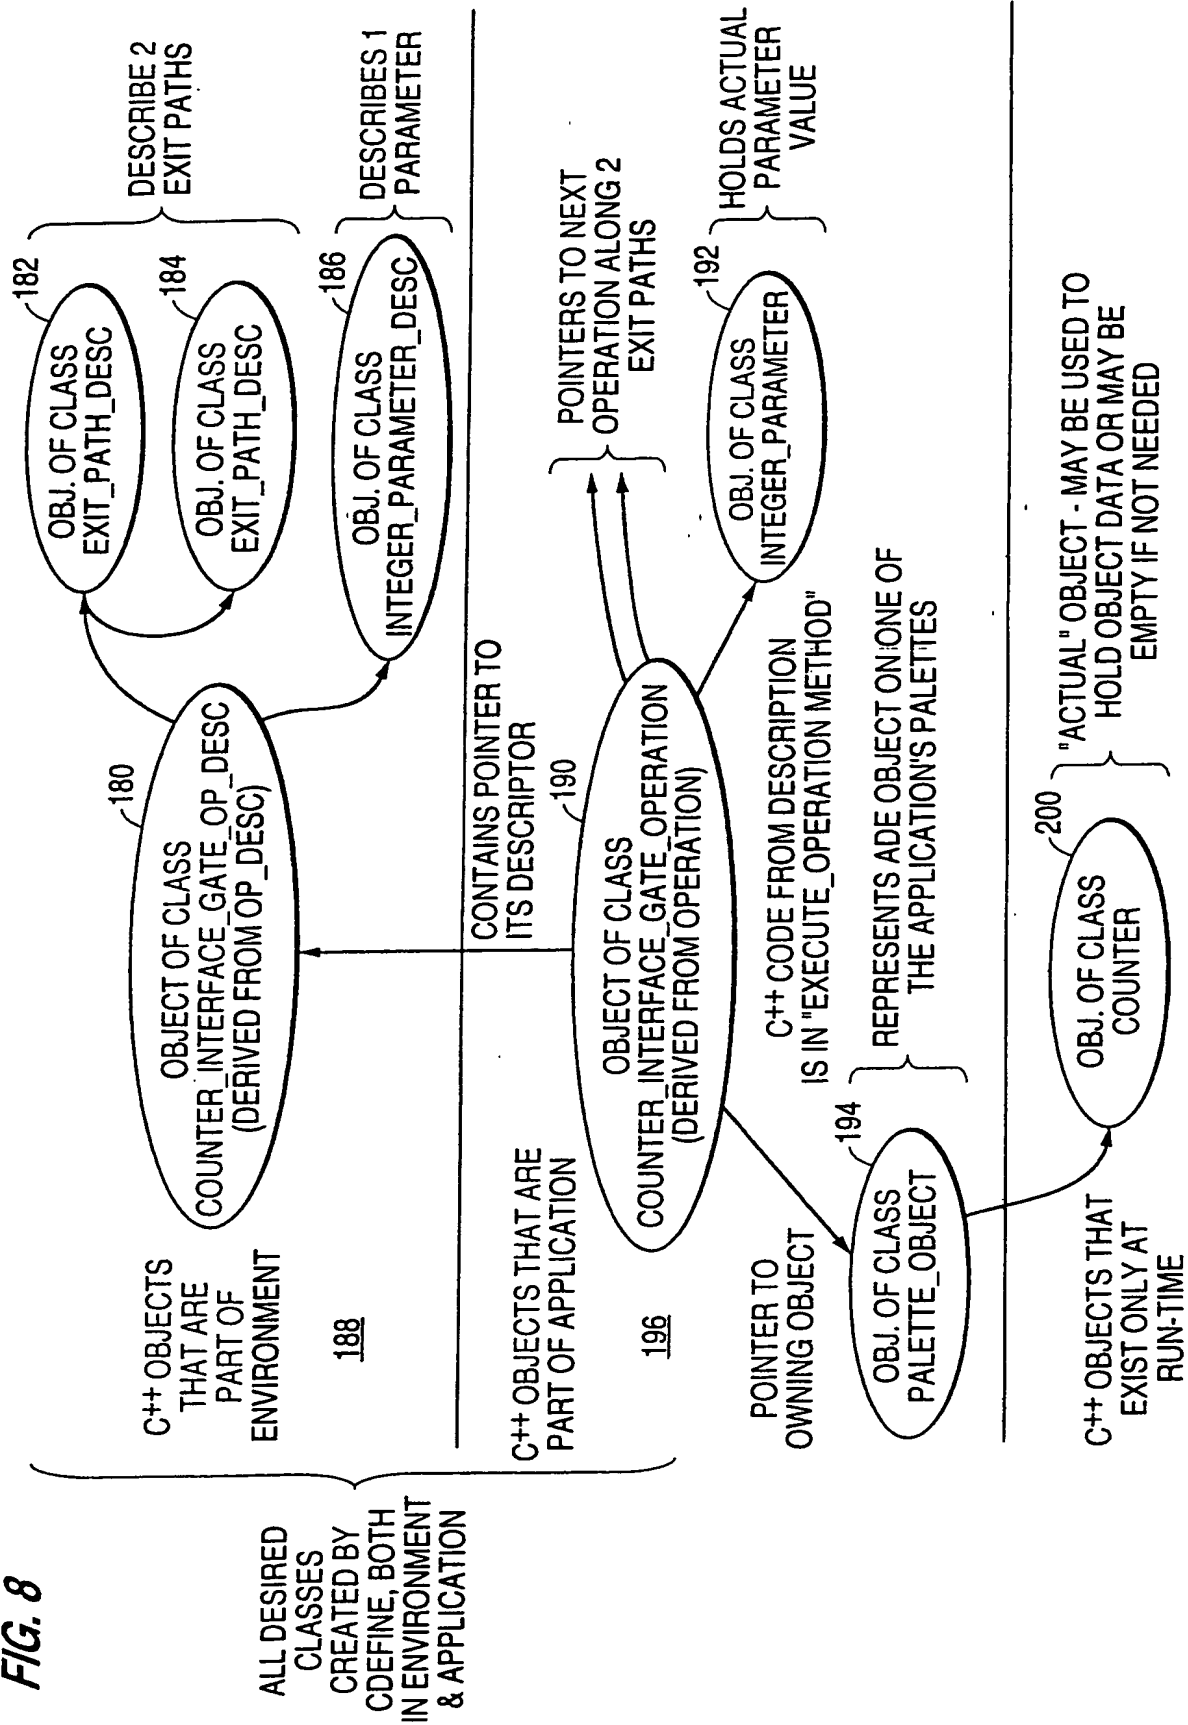 FIG. 8
ALL DESIRED
CLASSES
CREATED BY
CDEFINE, BOTH
IN ENVIRONMENT
& APPLICATION
C++ OBJECTS
THAT ARE
PART OF
ENVIRONMENT
188
180
OBJECT OF CLASS
COUNTER_INTERFACE_GATE_OP_DESC
(DERIVED FROM OP_DESC)
182
OBJ. OF CLASS
EXIT_PATH_DESC
184
OBJ. OF CLASS
EXIT_PATH_DESC
DESCRIBE 2
EXIT PATHS
186
OBJ. OF CLASS
INTEGER_PARAMETER_DESC
DESCRIBES 1
PARAMETER
CONTAINS POINTER TO
ITS DESCRIPTOR
C++ OBJECTS THAT ARE
PART OF APPLICATION
196
190
OBJECT OF CLASS
COUNTER_INTERFACE_GATE_OPERATION
(DERIVED FROM OPERATION)
POINTERS TO NEXT
OPERATION ALONG 2
EXIT PATHS
192
OBJ. OF CLASS
INTEGER_PARAMETER
HOLDS ACTUAL
PARAMETER
VALUE
C++ CODE FROM DESCRIPTION
IS IN "EXECUTE_OPERATION METHOD"
POINTER TO
OWNING OBJECT
194
OBJ. OF CLASS
PALETTE_OBJECT
REPRESENTS ADE OBJECT ON ONE OF
THE APPLICATION'S PALETTES
C++ OBJECTS THAT
EXIST ONLY AT
RUN-TIME
200
OBJ. OF CLASS
COUNTER
"ACTUAL" OBJECT - MAY BE USED TO
HOLD OBJECT DATA OR MAY BE
EMPTY IF NOT NEEDED